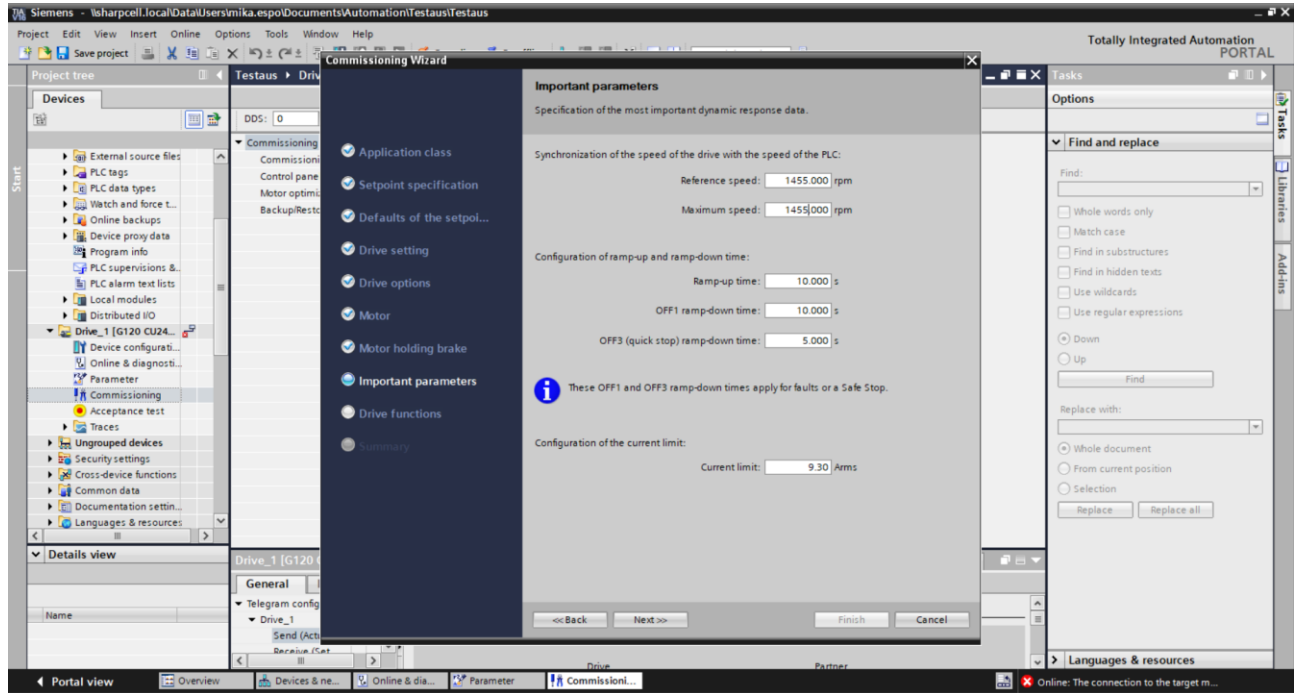 Siemens - \\sharpcell.local\Data\Users\mika.espo\Documents\Automation\Testaus\Testaus
Project Edit View Insert Online Options Tools Window Help
Totally Integrated Automation
PORTAL
Save project
Project tree
Devices
Start
External source files
PLC tags
PLC data types
Watch and force t...
Online backups
Device proxy data
Program info
PLC supervisions &..
PLC alarm text lists
Local modules
Distributed I/O
Drive_1 [G120 CU24...
Device configurati...
Online & diagnosti...
Parameter
Commissioning
Acceptance test
Traces
Ungrouped devices
Security settings
Cross-device functions
Common data
Documentation settin...
Languages & resources
Details view
Name
Testaus Driv
DDS: 0
Commissioning
Commissioni
Control pane
Motor optimi
Backup/Resto
Drive_1 [G120
General
Telegram config
Drive_1
Send (Act
Receive (Set
Drive Partner
Commissioning Wizard
Application class
Setpoint specification
Defaults of the setpoi...
Drive setting
Drive options
Motor
Motor holding brake
Important parameters
Drive functions
Summary
Important parameters
Specification of the most important dynamic response data.
Synchronization of the speed of the drive with the speed of the PLC:
Reference speed: 1455.000 rpm
Maximum speed: 1455.000 rpm
Configuration of ramp-up and ramp-down time:
Ramp-up time: 10.000 s
OFF1 ramp-down time: 10.000 s
OFF3 (quick stop) ramp-down time: 5.000 s
These OFF1 and OFF3 ramp-down times apply for faults or a Safe Stop.
Configuration of the current limit:
Current limit: 9.30 Arms
<<Back Next>> Finish Cancel
Tasks
Options
Find and replace
Find:
Whole words only
Match case
Find in substructures
Find in hidden texts
Use wildcards
Use regular expressions
Down
Up
Find
Replace with:
Whole document
From current position
Selection
Replace Replace all
Languages & resources
Tasks
Libraries
Add-ins
Portal view Overview Devices & ne... Online & dia... Parameter Commissioni... Online: The connection to the target m...